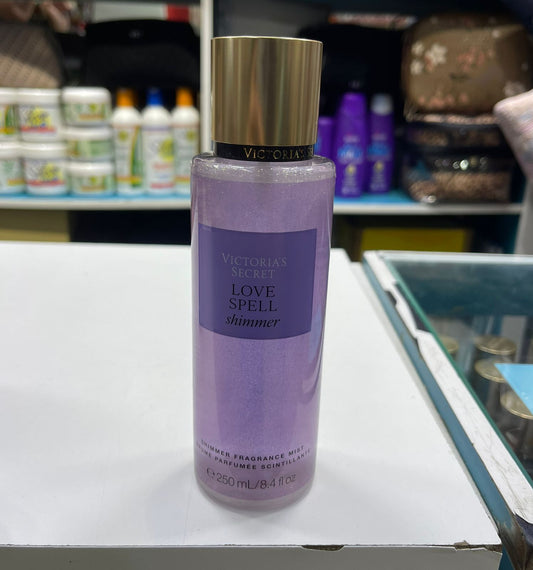 VICTORIA'S
VICTORIA'S
SECRET
LOVE
SPELL
shimmer
SHIMMER FRAGRANCE MIST
BRUME PARFUMÉE SCINTILLANTE
℮ 250 mL/8.4 fl oz